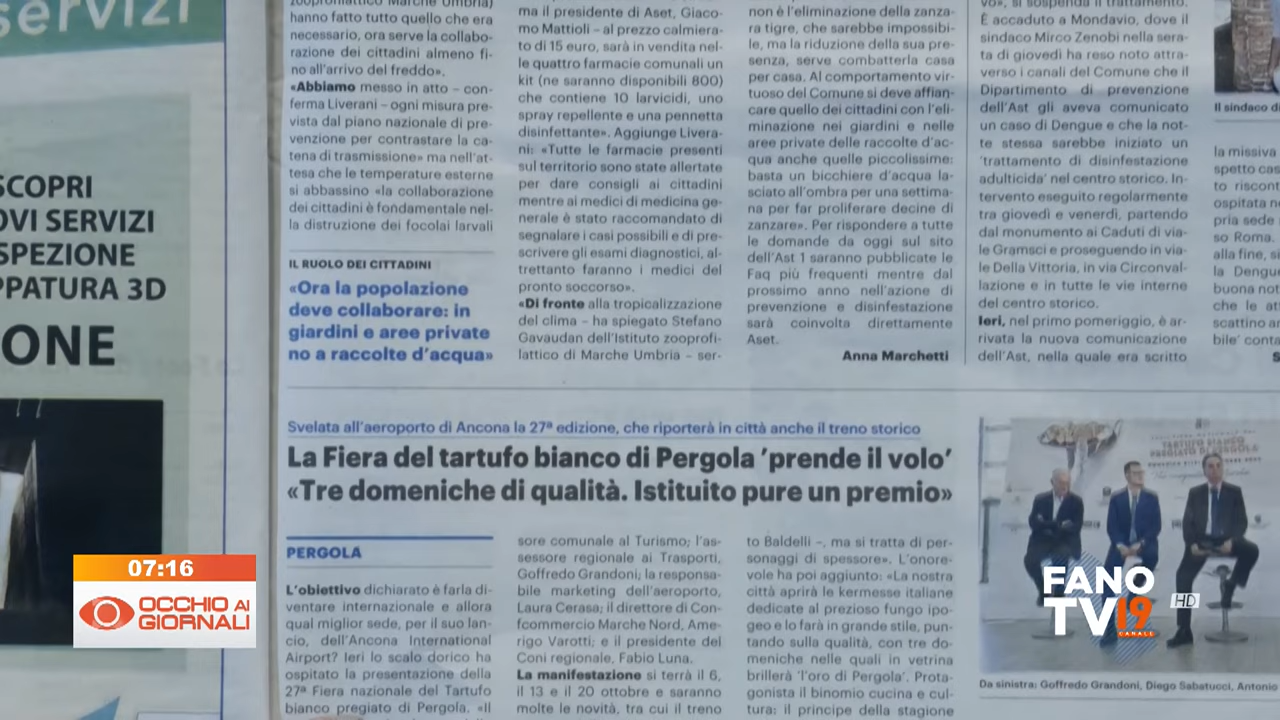 servizi
SCOPRI
OVI SERVIZI
SPEZIONE
PPATURA 3D
ONE
zooprofilattico Marche Umbria)
hanno fatto tutto quello che era
necessario, ora serve la collabo-
razione dei cittadini almeno fi-
no all'arrivo del freddo».
«Abbiamo messo in atto – con-
ferma Liverani – ogni misura pre-
vista dal piano nazionale di pre-
venzione per contrastare la ca-
tena di trasmissione» ma nell'at-
tesa che le temperature esterne
si abbassino «la collaborazione
dei cittadini è fondamentale nel-
la distruzione dei focolai larvali
IL RUOLO DEI CITTADINI
«Ora la popolazione
deve collaborare: in
giardini e aree private
no a raccolte d'acqua»
ma il presidente di Aset, Giaco-
mo Mattioli – al prezzo calmiera-
to di 15 euro, sarà in vendita nel-
le quattro farmacie comunali un
kit (ne saranno disponibili 800)
che contiene 10 larvicidi, uno
spray repellente e una pennetta
disinfettante». Aggiunge Livera-
ni: «Tutte le farmacie presenti
sul territorio sono state allertate
per dare consigli ai cittadini
mentre ai medici di medicina ge-
nerale è stato raccomandato di
segnalare i casi possibili e di pre-
scrivere gli esami diagnostici, al-
trettanto faranno i medici del
pronto soccorso».
«Di fronte alla tropicalizzazione
del clima – ha spiegato Stefano
Gavaudan dell'Istituto zooprofi-
lattico di Marche Umbria – ser-
non è l'eliminazione della zanza-
ra tigre, che sarebbe impossibi-
le, ma la riduzione della sua pre-
senza, serve combatterla casa
per casa. Al comportamento vir-
tuoso del Comune si deve affian-
care quello dei cittadini con l'eli-
minazione nei giardini e nelle
aree private delle raccolte d'ac-
qua anche quelle piccolissime:
basta un bicchiere d'acqua la-
sciato all'ombra per una settima-
na per far proliferare decine di
zanzare». Per rispondere a tutte
le domande da oggi sul sito
dell'Ast 1 saranno pubblicate le
Faq più frequenti mentre dal
prossimo anno nell'azione di
prevenzione e disinfestazione
sarà coinvolta direttamente
Aset.
Anna Marchetti
vo», si sospenda il trattamento.
È accaduto a Mondavio, dove il
sindaco Mirco Zenobi nella sera-
ta di giovedì ha reso noto attra-
verso i canali del Comune che il
Dipartimento di prevenzione
dell'Ast gli aveva comunicato
un caso di Dengue e che la not-
te stessa sarebbe iniziato un
'trattamento di disinfestazione
adulticida' nel centro storico. In-
tervento eseguito regolarmente
tra giovedì e venerdì, partendo
dal monumento ai Caduti di via-
le Gramsci e proseguendo in via-
le Della Vittoria, in via Circonval-
lazione e in tutte le vie interne
del centro storico.
Ieri, nel primo pomeriggio, è ar-
rivata la nuova comunicazione
dell'Ast, nella quale era scritto
Il sindaco d
la missiva
spetto cas
to riscont
ospitata n
pria sede
so Roma.
alla fine, s
la Dengu
buona not
che le at
scattino a
bile' conta
S
Svelata all'aeroporto di Ancona la 27ª edizione, che riporterà in città anche il treno storico
La Fiera del tartufo bianco di Pergola 'prende il volo'
«Tre domeniche di qualità. Istituito pure un premio»
PERGOLA
L'obiettivo dichiarato è farla di-
ventare internazionale e allora
qual miglior sede, per il suo lan-
cio, dell'Ancona International
Airport? Ieri lo scalo dorico ha
ospitato la presentazione della
27ª Fiera nazionale del Tartufo
bianco pregiato di Pergola. «Il
sore comunale al Turismo; l'as-
sessore regionale ai Trasporti,
Goffredo Grandoni; la responsa-
bile marketing dell'aeroporto,
Laura Cerasa; il direttore di Con-
fcommercio Marche Nord, Ame-
rigo Varotti; e il presidente del
Coni regionale, Fabio Luna.
La manifestazione si terrà il 6,
il 13 e il 20 ottobre e saranno
molte le novità, tra cui il treno
to Baldelli –, ma si tratta di per-
sonaggi di spessore». L'onore-
vole ha poi aggiunto: «La nostra
città aprirà le kermesse italiane
dedicate al prezioso fungo ipo-
geo e lo farà in grande stile, pun-
tando sulla qualità, con tre do-
meniche nelle quali in vetrina
brillerà 'l'oro di Pergola'. Prota-
gonista il binomio cucina e cul-
tura: il principe della stagione
TARTUFO BIANCO
Da sinistra: Goffredo Grandoni, Diego Sabatucci, Antonio
07:16
OCCHIO AI
GIORNALI
FANO
TV19
CANALE
HD